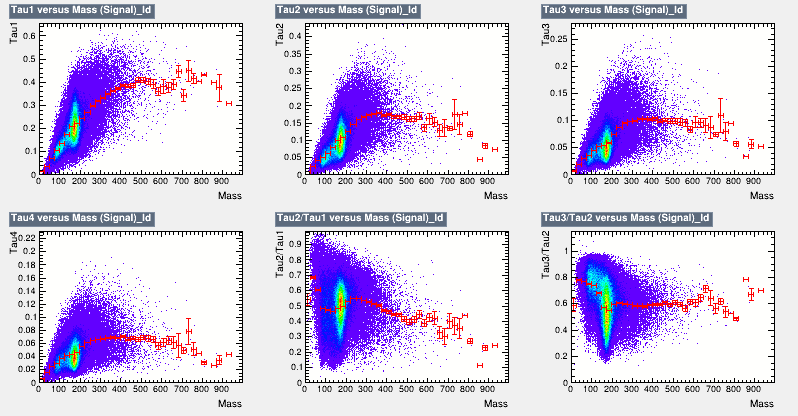 Tau1 versus Mass (Signal)_ld
Tau1
0.6
0.5
0.4
0.3
0.2
0.1
0
0 100 200 300 400 500 600 700 800 900
Mass
Tau2 versus Mass (Signal)_ld
Tau2
0.4
0.35
0.3
0.25
0.2
0.15
0.1
0.05
0
0 100 200 300 400 500 600 700 800 900
Mass
Tau3 versus Mass (Signal)_ld
Tau3
0.25
0.2
0.15
0.1
0.05
0
0 100 200 300 400 500 600 700 800 900
Mass
Tau4 versus Mass (Signal)_ld
Tau4
0.22
0.2
0.18
0.16
0.14
0.12
0.1
0.08
0.06
0.04
0.02
0
0 100 200 300 400 500 600 700 800 900
Mass
Tau2/Tau1 versus Mass (Signal)_ld
Tau2/Tau1
0.9
0.8
0.7
0.6
0.5
0.4
0.3
0.2
0.1
0
0 100 200 300 400 500 600 700 800 900
Mass
Tau3/Tau2 versus Mass (Signal)_ld
Tau3/Tau2
1
0.8
0.6
0.4
0.2
0
0 100 200 300 400 500 600 700 800 900
Mass